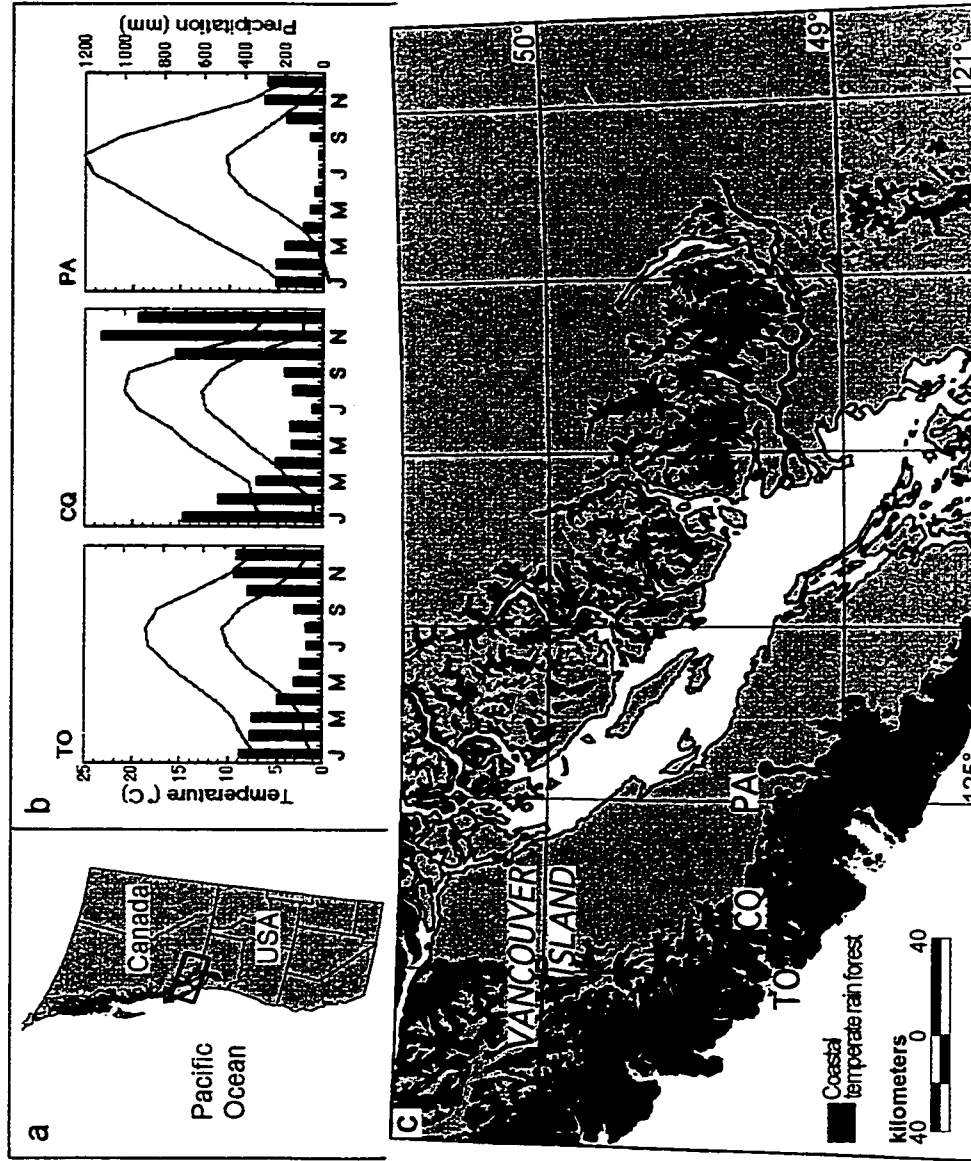 a
Pacific
Ocean
Canada
USA
b
TO
CQ
PA
Temperature (°C)
25
20
15
10
5
0
J M M J S N
J M M J S N
J M M J S N
1200
1000
800
600
400
200
0
Precipitation (mm)
c
VANCOUVER
ISLAND
TO
CQ
PA
50°
49°
125°
121°
Coastal
temperate rain forest
kilometers
40 0 40